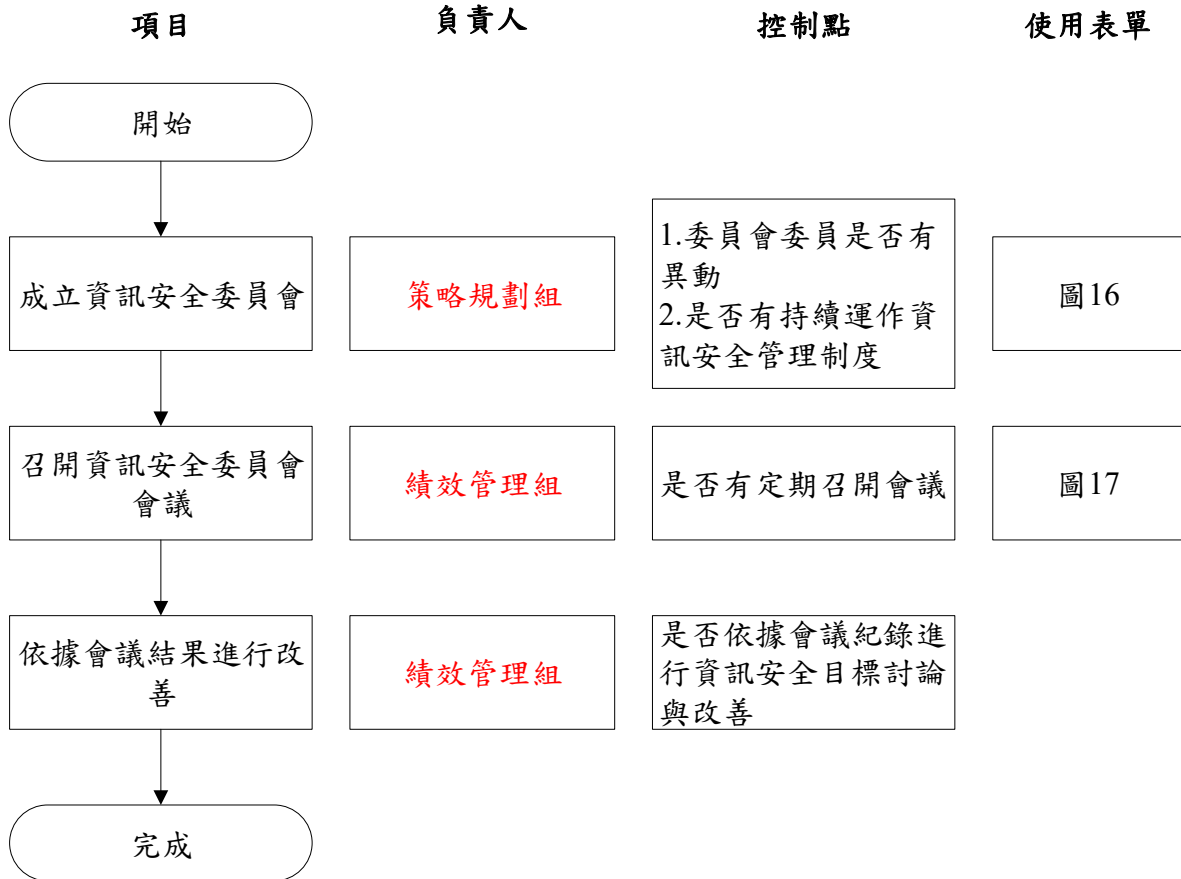 項目
負責人
控制點
使用表單
開始
成立資訊安全委員會
策略規劃組
1.委員會委員是否有
異動
2.是否有持續運作資
訊安全管理制度
圖16
召開資訊安全委員會
會議
績效管理組
是否有定期召開會議
圖17
依據會議結果進行改
善
績效管理組
是否依據會議紀錄進
行資訊安全目標討論
與改善
完成